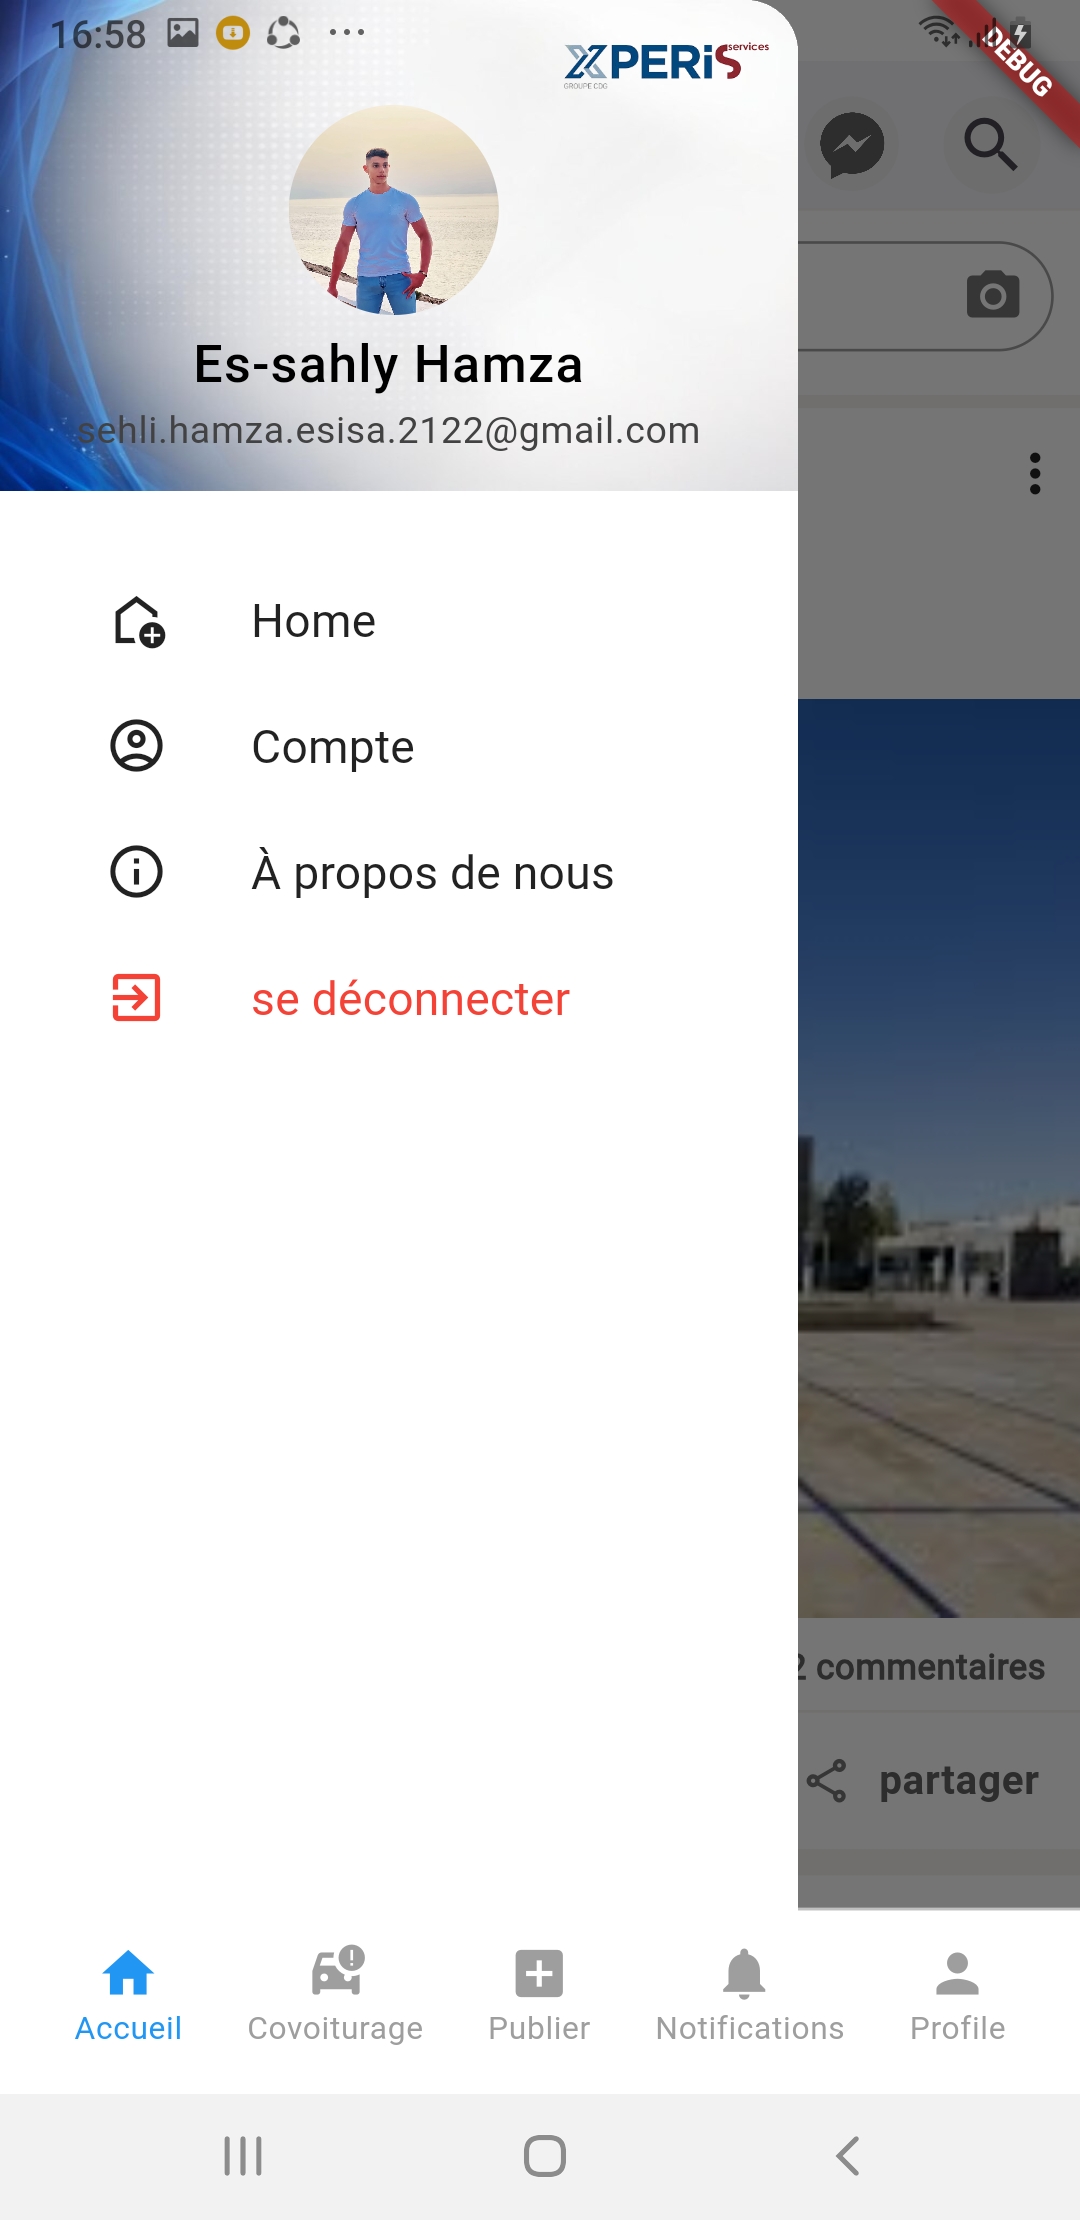 16:58
DEBUG
XPERiS services
GROUPE CDG
Es-sahly Hamza
sehli.hamza.esisa.2122@gmail.com
Home
Compte
À propos de nous
se déconnecter
2 commentaires
partager
Accueil
Covoiturage
Publier
Notifications
Profile